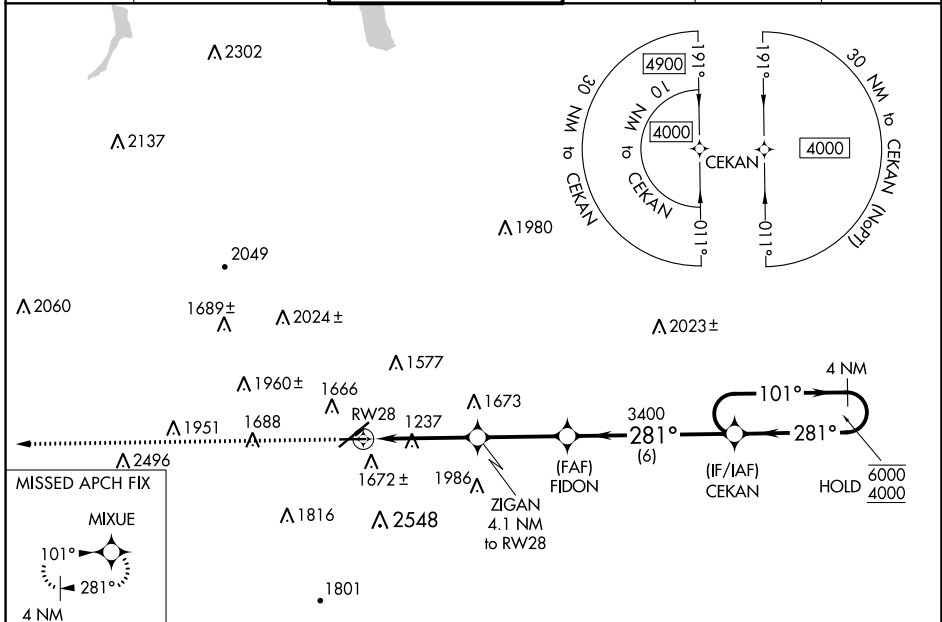 2302
2137
1980
2049
2060
1689±
2024±
2023±
1577
1960±
1666
1673
1951
1688
RW28
1237
2496
1672±
1986
1816
2548
1801
4900
4000
30 NM to CEKAN
10 NM to CEKAN
191°
011°
CEKAN
191°
011°
4000
30 NM to CEKAN (NoPT)
4 NM
101°
281°
3400
281°
(6)
(FAF)
FIDON
(IF/IAF)
CEKAN
HOLD
6000
4000
ZIGAN
4.1 NM
to RW28
MISSED APCH FIX
MIXUE
101°
281°
4 NM